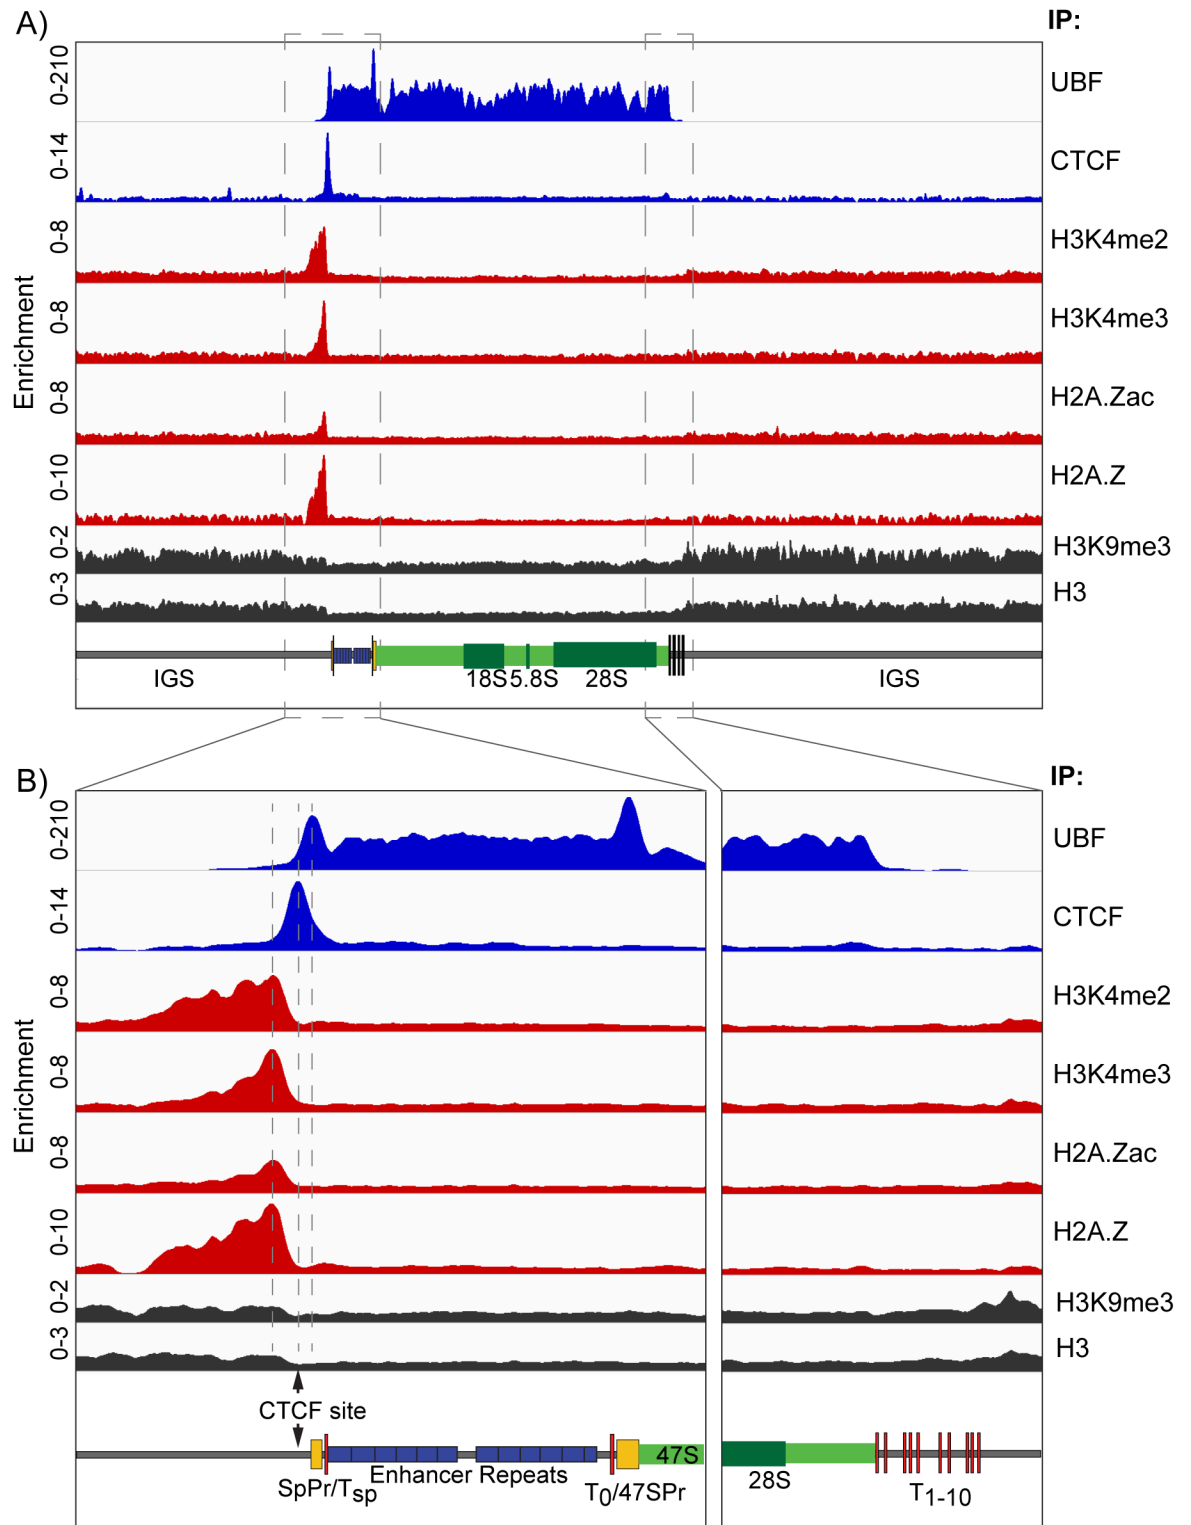 A)
IP:
0-210
UBF
0-14
CTCF
0-8
H3K4me2
0-8
H3K4me3
0-8
H2A.Zac
0-10
H2A.Z
0-2
H3K9me3
0-3
H3
Enrichment
IGS
18S
5.8S
28S
IGS
B)
IP:
0-210
UBF
0-14
CTCF
0-8
H3K4me2
0-8
H3K4me3
0-8
H2A.Zac
0-10
H2A.Z
0-2
H3K9me3
0-3
H3
Enrichment
CTCF site
47S
SpPr/Tsp
Enhancer Repeats
T0/47SPr
28S
T1-10